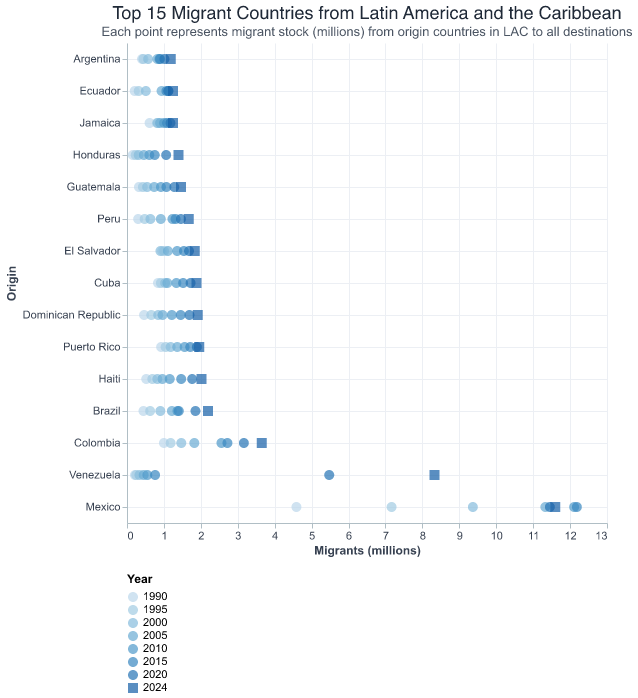 Top 15 Migrant Countries from Latin America and the Caribbean
Each point represents migrant stock (millions) from origin countries in LAC to all destinations
Origin
Argentina
Ecuador
Jamaica
Honduras
Guatemala
Peru
El Salvador
Cuba
Dominican Republic
Puerto Rico
Haiti
Brazil
Colombia
Venezuela
Mexico
0 1 2 3 4 5 6 7 8 9 10 11 12 13
Migrants (millions)
Year
1990
1995
2000
2005
2010
2015
2020
2024